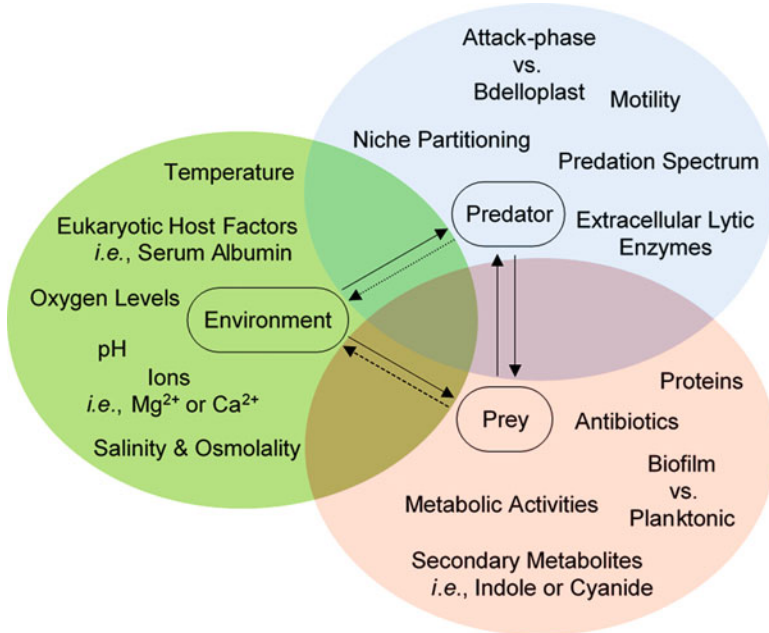 Attack-phase
vs.
Bdelloplast
Motility
Niche Partitioning
Predation Spectrum
Predator
Extracellular Lytic
Enzymes
Temperature
Eukaryotic Host Factors
i.e., Serum Albumin
Oxygen Levels
Environment
pH
Ions
i.e., Mg²⁺ or Ca²⁺
Salinity & Osmolality
Proteins
Prey
Antibiotics
Biofilm
vs.
Planktonic
Metabolic Activities
Secondary Metabolites
i.e., Indole or Cyanide